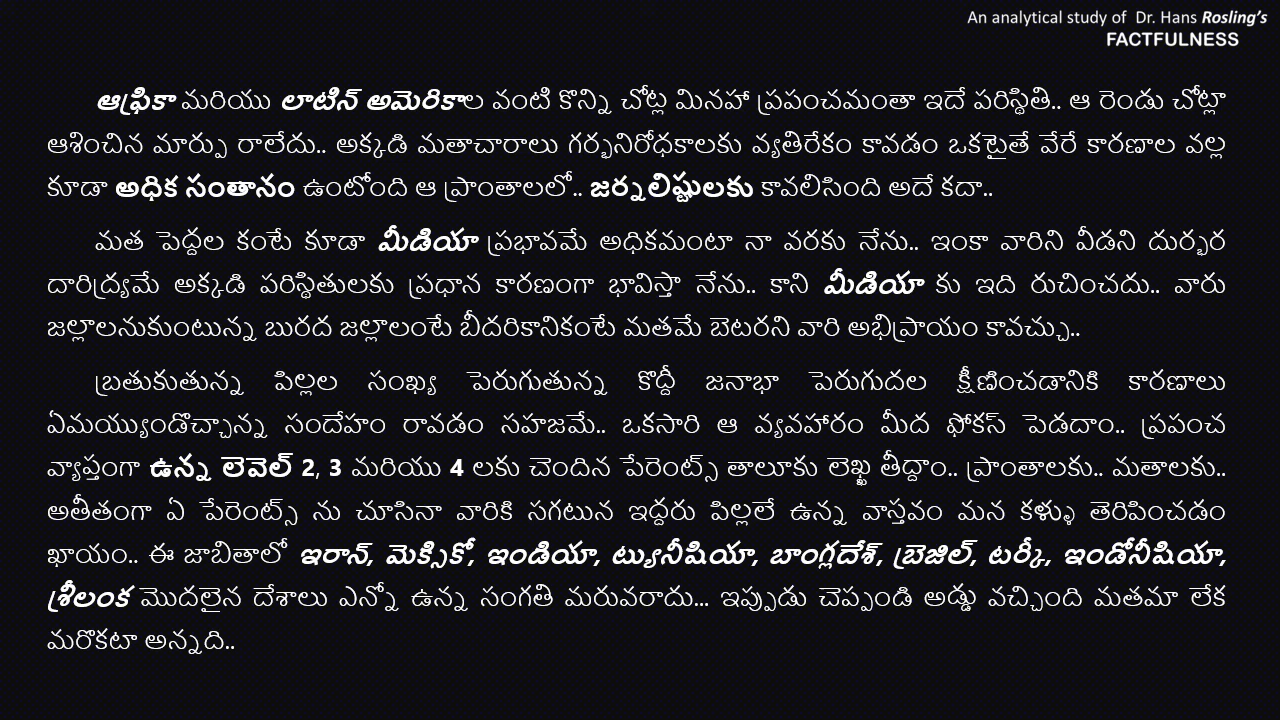 An analytical study of Dr. Hans Rosling's
FACTFULNESS
ఆఫ్రికా మరియు లాటిన్ అమెరికాల వంటి కొన్ని చోట్ల మినహా ప్రపంచమంతా ఇదే పరిస్థితి.. ఆ రెండు చోట్లా
ఆశించిన మార్పు రాలేదు.. అక్కడి మతాచారాలు గర్భనిరోధకాలకు వ్యతిరేకం కావడం ఒకటైతే వేరే కారణాల వల్ల
కూడా అధిక సంతానం ఉంటోంది ఆ ప్రాంతాలలో.. జర్నలిష్టులకు కావలిసింది అదే కదా..
మత పెద్దల కంటే కూడా మీడియా ప్రభావమే అధికమంటా నా వరకు నేను.. ఇంకా వారిని వీడని దుర్భర
దారిద్ర్యమే అక్కడి పరిస్థితులకు ప్రధాన కారణంగా భావిస్తా నేను.. కాని మీడియా కు ఇది రుచించదు.. వారు
జల్లాలనుకుంటున్న బురద జల్లాలంటే బీదరికానికంటే మతమే బెటరని వారి అభిప్రాయం కావచ్చు..
బ్రతుకుతున్న పిల్లల సంఖ్య పెరుగుతున్న కొద్దీ జనాభా పెరుగుదల క్షీణించడానికి కారణాలు
ఏమయ్యుండొచ్చాన్న సందేహం రావడం సహజమే.. ఒకసారి ఆ వ్యవహారం మీద ఫోకస్ పెడదాం.. ప్రపంచ
వ్యాప్తంగా ఉన్న లెవెల్ 2, 3 మరియు 4 లకు చెందిన పేరెంట్స్ తాలూకు లెఖ్ఖ తీద్దాం.. ప్రాంతాలకు.. మతాలకు..
అతీతంగా ఏ పేరెంట్స్ ను చూసినా వారికి సగటున ఇద్దరు పిల్లలే ఉన్న వాస్తవం మన కళ్ళు తెరిపించడం
ఖాయం.. ఈ జాబితాలో ఇరాన్, మెక్సికో, ఇండియా, ట్యునీషియా, బాంగ్లదేశ్, బ్రెజిల్, టర్కీ, ఇండోనీషియా,
శ్రీలంక మొదలైన దేశాలు ఎన్నో ఉన్న సంగతి మరువరాదు... ఇప్పుడు చెప్పండి అడ్డు వచ్చింది మతమా లేక
మరొకటా అన్నది..